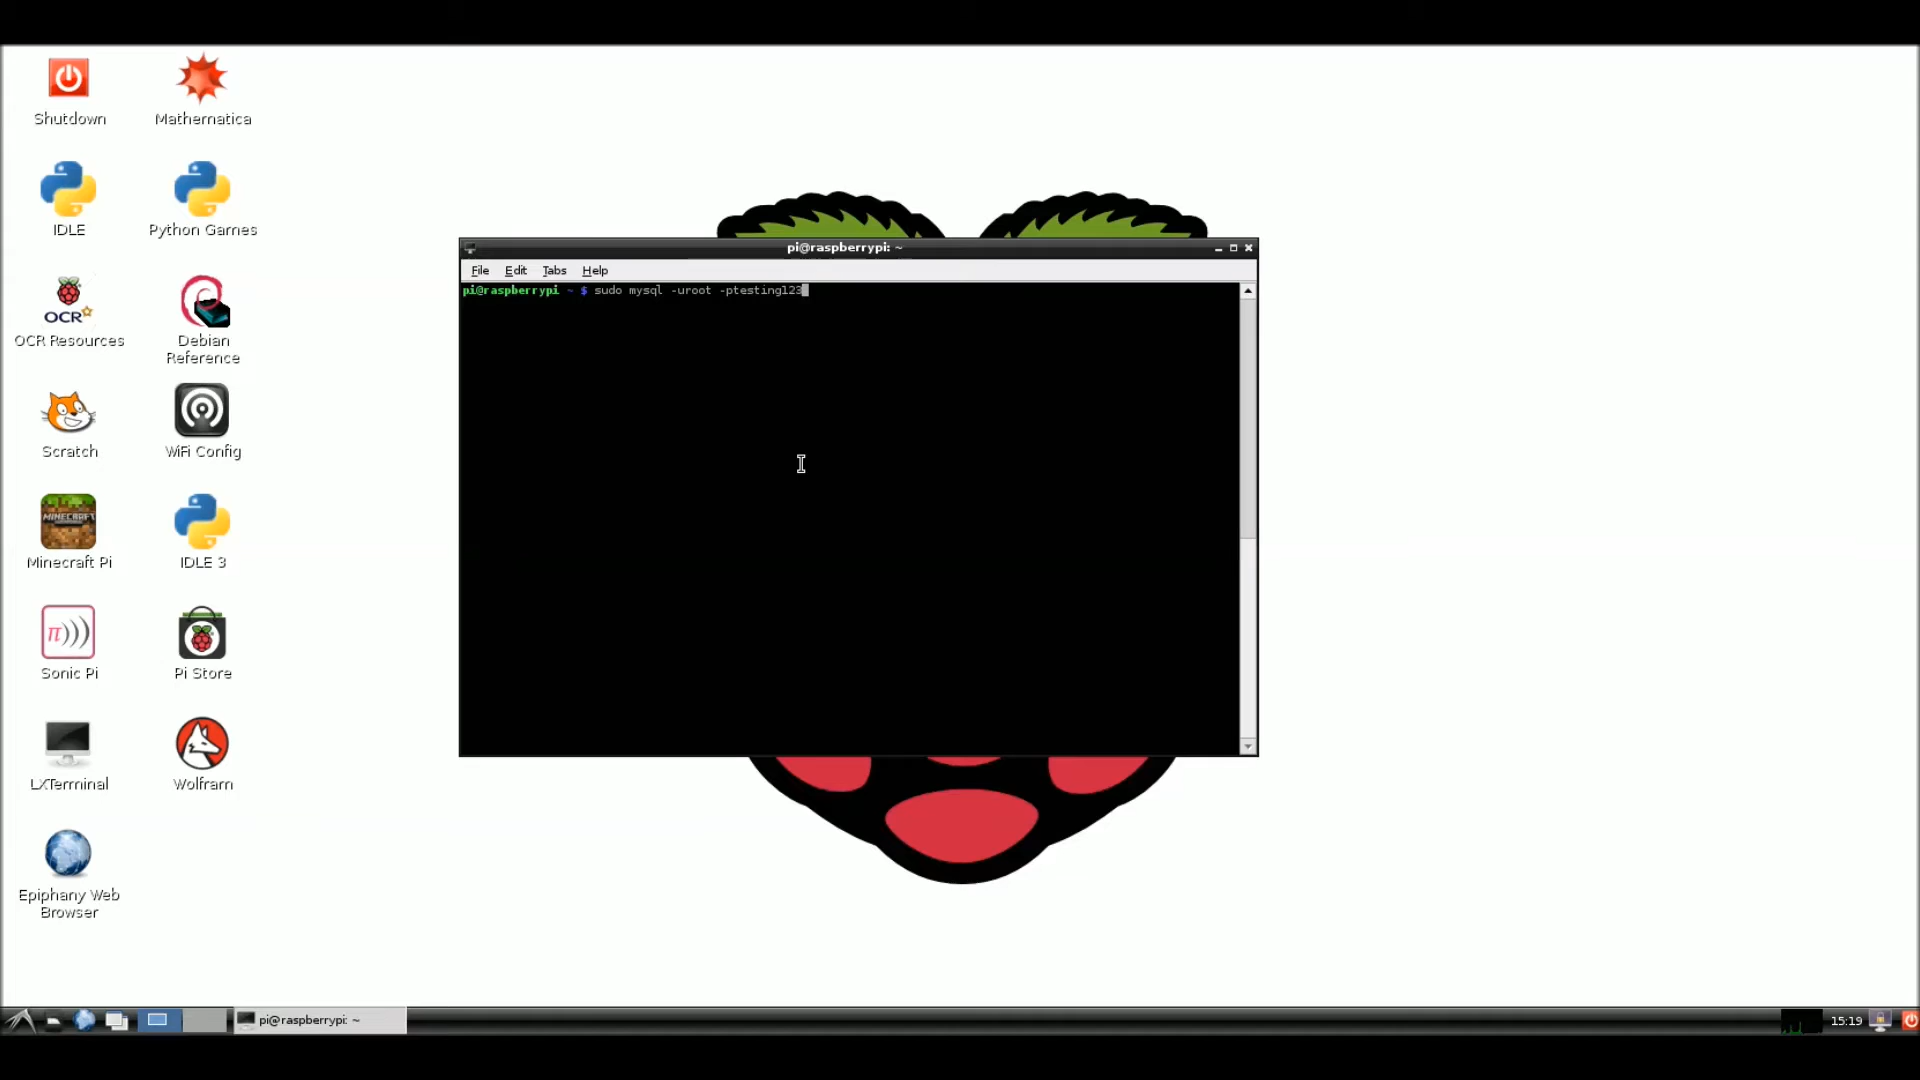 Shutdown
Mathematica
IDLE
Python Games
OCR
OCR Resources
Debian
Reference
Scratch
WiFi Config
MINECRAFT
Minecraft Pi
IDLE 3
π)))
Sonic Pi
Pi Store
LXTerminal
Wolfram
Epiphany Web
Browser
pi@raspberrypi: ~
File Edit Tabs Help
pi@raspberrypi ~ $ sudo mysql -uroot -ptesting123
pi@raspberrypi: ~
15:19